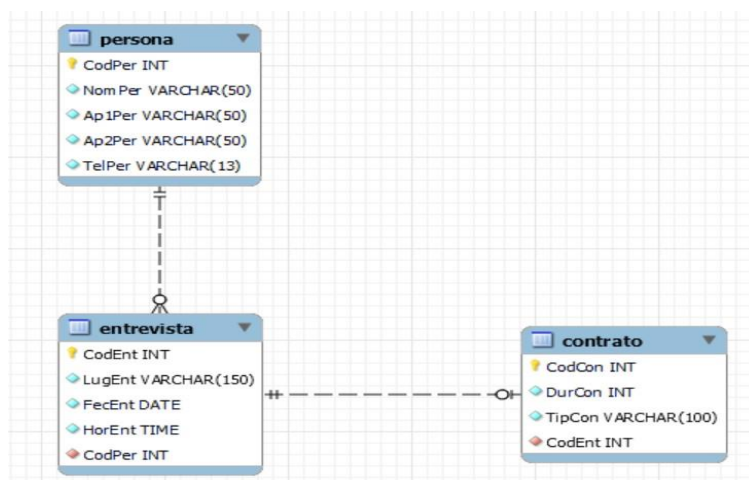 persona
CodPer INT
NomPer VARCHAR(50)
Ap1Per VARCHAR(50)
Ap2Per VARCHAR(50)
TelPer VARCHAR(13)
entrevista
CodEnt INT
LugEnt VARCHAR(150)
FecEnt DATE
HorEnt TIME
CodPer INT
contrato
CodCon INT
DurCon INT
TipCon VARCHAR(100)
CodEnt INT